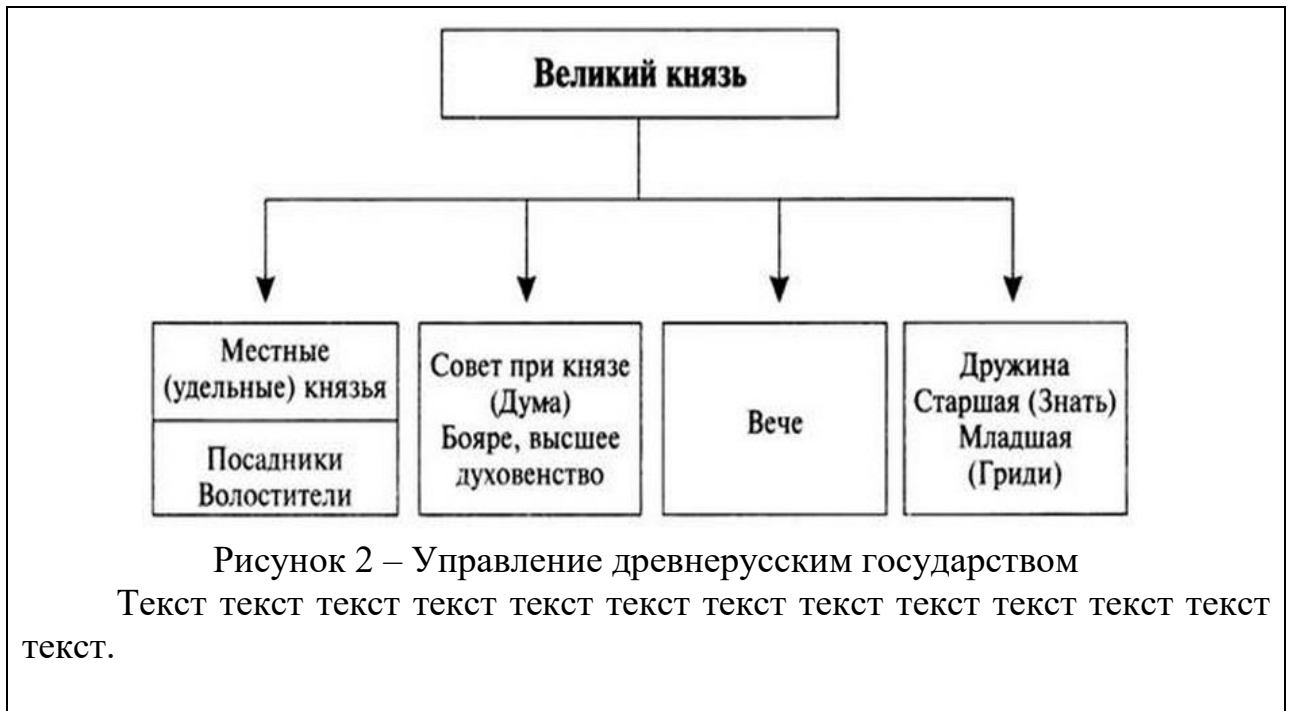 Великий князь
Местные
(удельные) князья
Посадники
Волостители
Совет при князе
(Дума)
Бояре, высшее
духовенство
Вече
Дружина
Старшая (Знать)
Младшая
(Гриди)
Рисунок 2 – Управление древнерусским государством
Текст текст текст текст текст текст текст текст текст текст текст текст
текст.